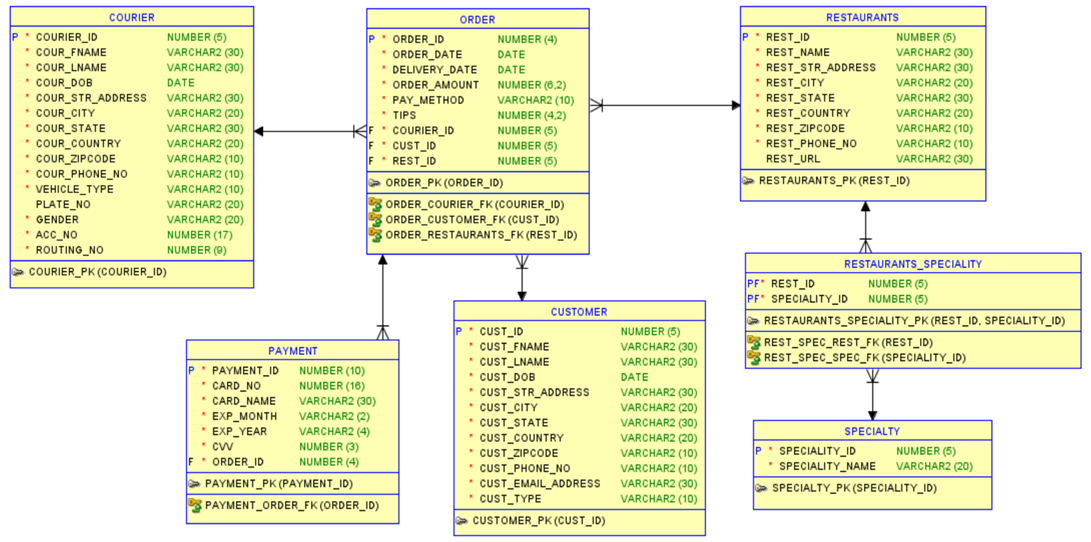 COURIER
P * COURIER_ID NUMBER (5)
* COUR_FNAME VARCHAR2 (30)
* COUR_LNAME VARCHAR2 (30)
* COUR_DOB DATE
* COUR_STR_ADDRESS VARCHAR2 (30)
* COUR_CITY VARCHAR2 (20)
* COUR_STATE VARCHAR2 (30)
* COUR_COUNTRY VARCHAR2 (20)
* COUR_ZIPCODE VARCHAR2 (10)
* COUR_PHONE_NO VARCHAR2 (10)
* VEHICLE_TYPE VARCHAR2 (10)
PLATE_NO VARCHAR2 (20)
* GENDER VARCHAR2 (20)
* ACC_NO NUMBER (17)
* ROUTING_NO NUMBER (9)
COURIER_PK (COURIER_ID)
ORDER
P * ORDER_ID NUMBER (4)
* ORDER_DATE DATE
* DELIVERY_DATE DATE
* ORDER_AMOUNT NUMBER (6,2)
* PAY_METHOD VARCHAR2 (10)
* TIPS NUMBER (4,2)
F * COURIER_ID NUMBER (5)
F * CUST_ID NUMBER (5)
F * REST_ID NUMBER (5)
ORDER_PK (ORDER_ID)
ORDER_COURIER_FK (COURIER_ID)
ORDER_CUSTOMER_FK (CUST_ID)
ORDER_RESTAURANTS_FK (REST_ID)
RESTAURANTS
P * REST_ID NUMBER (5)
* REST_NAME VARCHAR2 (30)
* REST_STR_ADDRESS VARCHAR2 (30)
* REST_CITY VARCHAR2 (20)
* REST_STATE VARCHAR2 (30)
* REST_COUNTRY VARCHAR2 (20)
* REST_ZIPCODE VARCHAR2 (10)
* REST_PHONE_NO VARCHAR2 (10)
REST_URL VARCHAR2 (30)
RESTAURANTS_PK (REST_ID)
PAYMENT
P * PAYMENT_ID NUMBER (10)
* CARD_NO NUMBER (16)
* CARD_NAME VARCHAR2 (30)
* EXP_MONTH VARCHAR2 (2)
* EXP_YEAR VARCHAR2 (4)
* CVV NUMBER (3)
F * ORDER_ID NUMBER (4)
PAYMENT_PK (PAYMENT_ID)
PAYMENT_ORDER_FK (ORDER_ID)
CUSTOMER
P * CUST_ID NUMBER (5)
* CUST_FNAME VARCHAR2 (30)
* CUST_LNAME VARCHAR2 (30)
* CUST_DOB DATE
* CUST_STR_ADDRESS VARCHAR2 (30)
* CUST_CITY VARCHAR2 (20)
* CUST_STATE VARCHAR2 (30)
* CUST_COUNTRY VARCHAR2 (20)
* CUST_ZIPCODE VARCHAR2 (10)
* CUST_PHONE_NO VARCHAR2 (10)
* CUST_EMAIL_ADDRESS VARCHAR2 (30)
* CUST_TYPE VARCHAR2 (10)
CUSTOMER_PK (CUST_ID)
RESTAURANTS_SPECIALITY
PF* REST_ID NUMBER (5)
PF* SPECIALITY_ID NUMBER (5)
RESTAURANTS_SPECIALITY_PK (REST_ID, SPECIALITY_ID)
REST_SPEC_REST_FK (REST_ID)
REST_SPEC_SPEC_FK (SPECIALITY_ID)
SPECIALTY
P * SPECIALITY_ID NUMBER (5)
* SPECIALITY_NAME VARCHAR2 (20)
SPECIALTY_PK (SPECIALITY_ID)